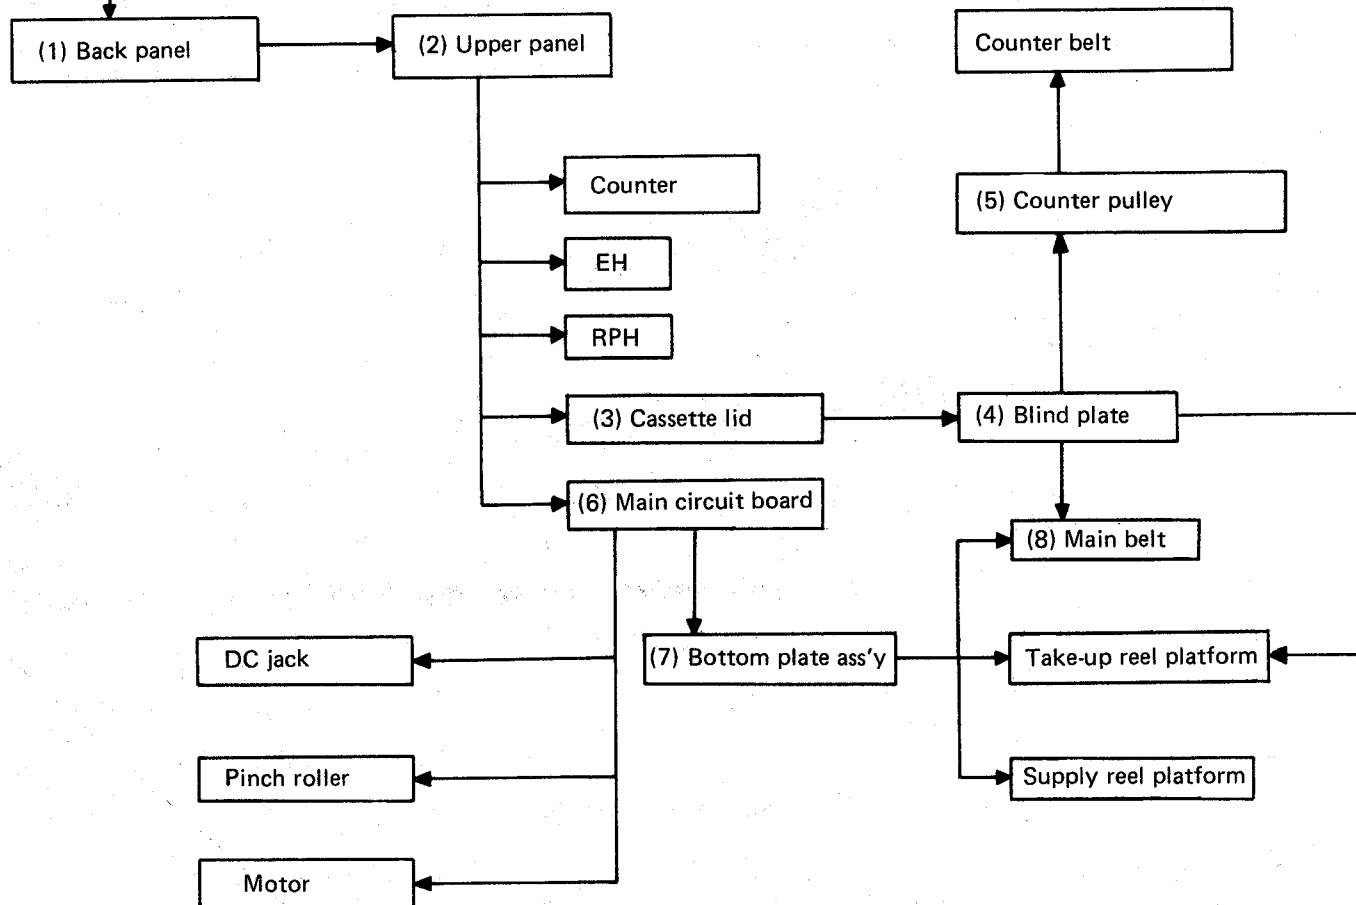 (1) Back panel
(2) Upper panel
Counter belt
Counter
(5) Counter pulley
EH
RPH
(3) Cassette lid
(4) Blind plate
(6) Main circuit board
(8) Main belt
DC jack
(7) Bottom plate ass'y
Take-up reel platform
Pinch roller
Supply reel platform
Motor